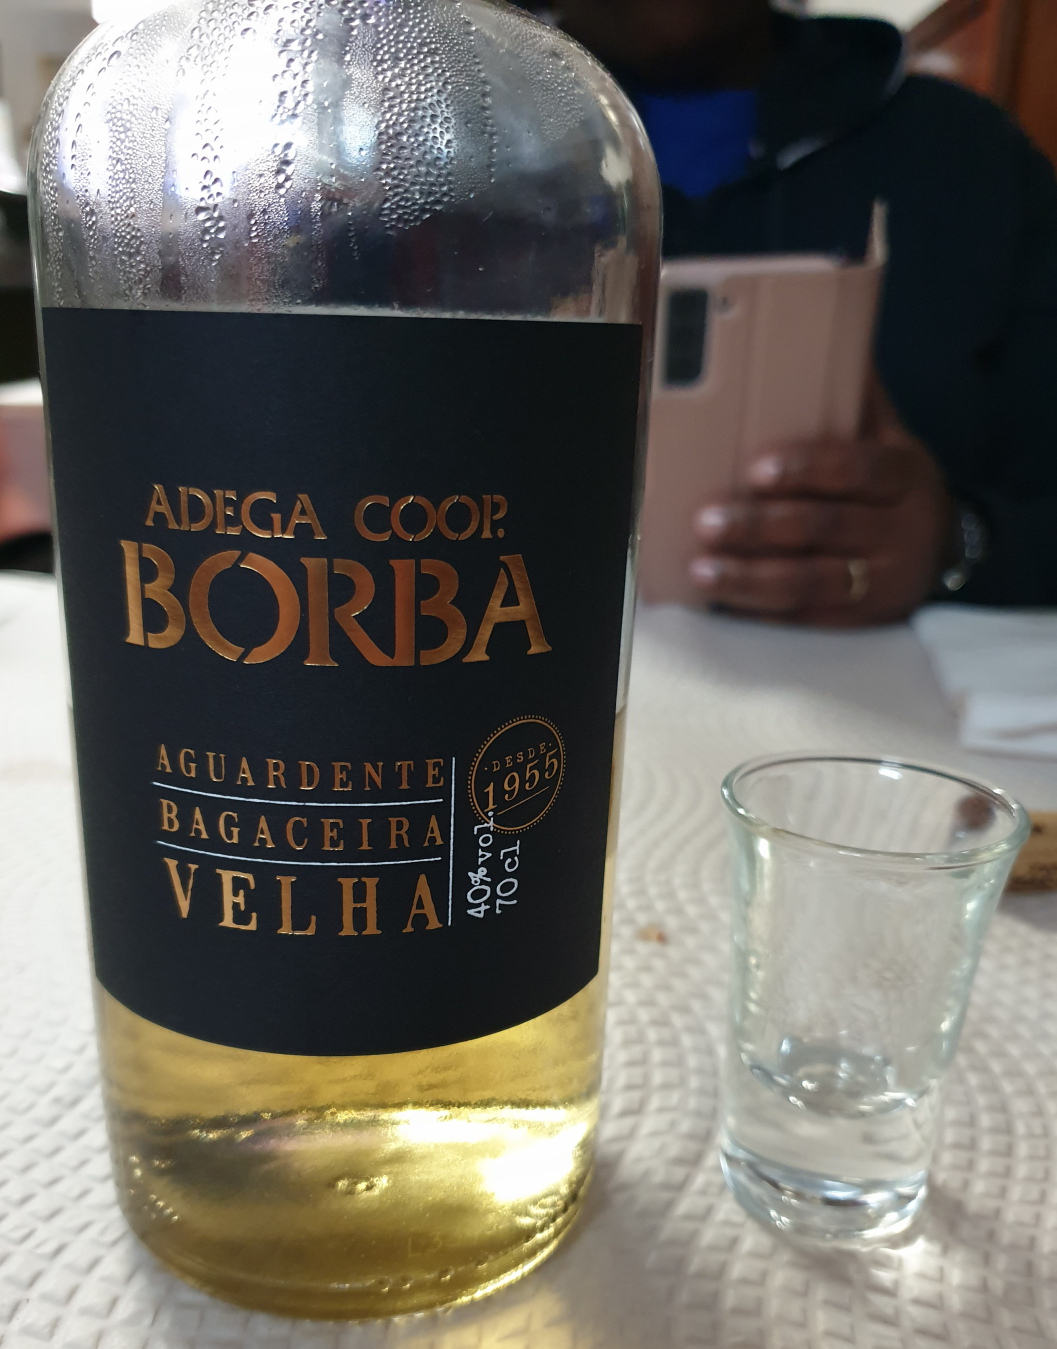 ADEGA COOP.
BORBA
AGUARDENTE
BAGACEIRA
VELHA
·DESDE·
1955
40% vol.
70 cl